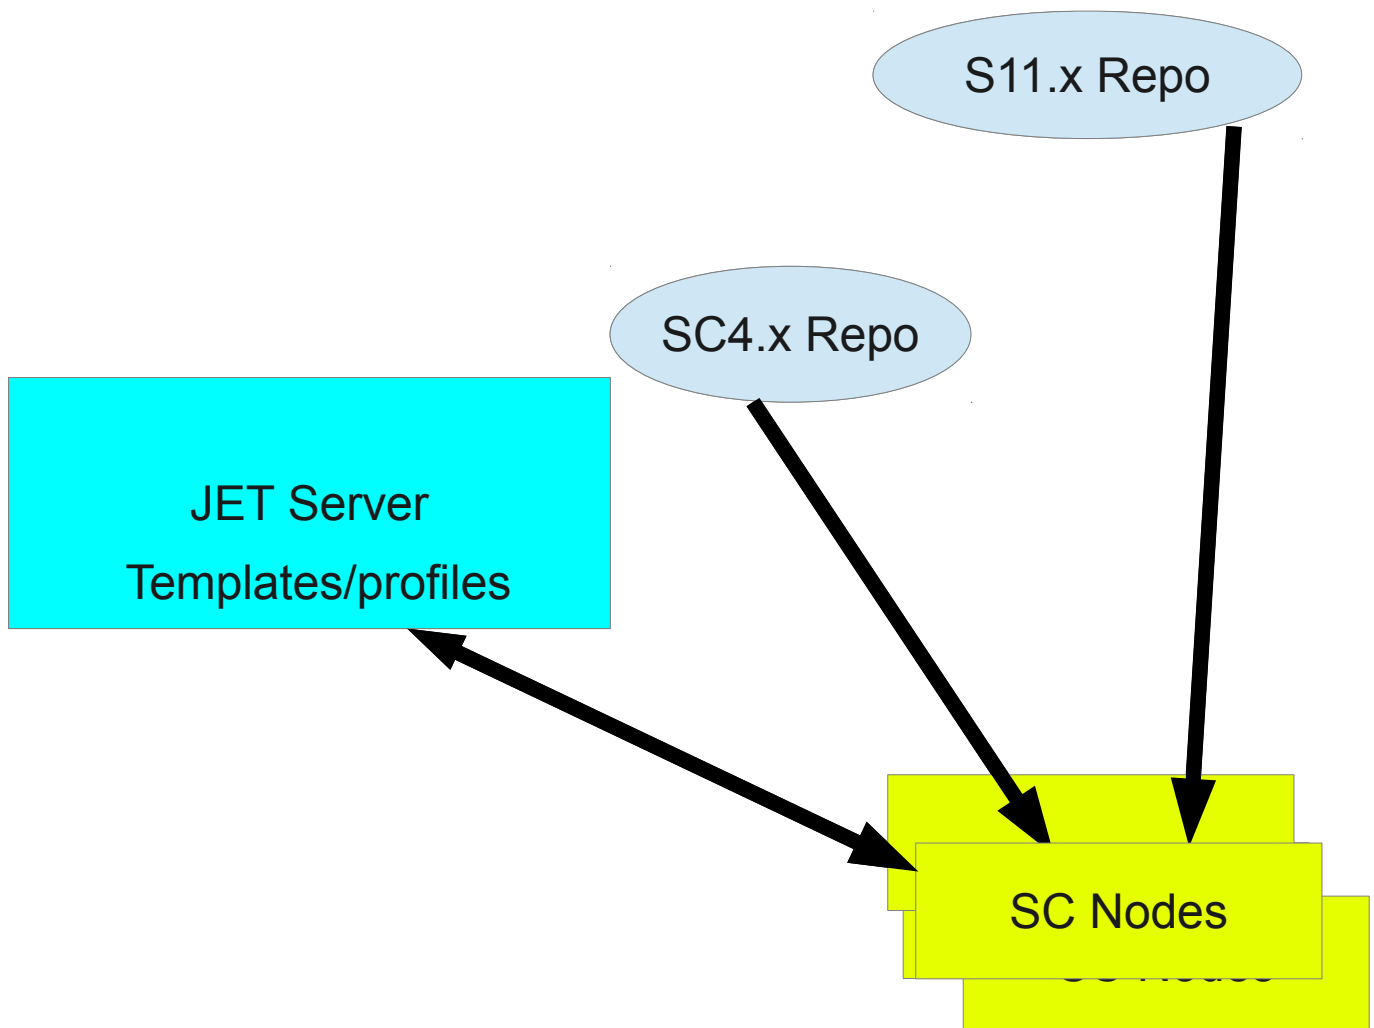 S11.x Repo
SC4.x Repo
JET Server
Templates/profiles
SC Nodes